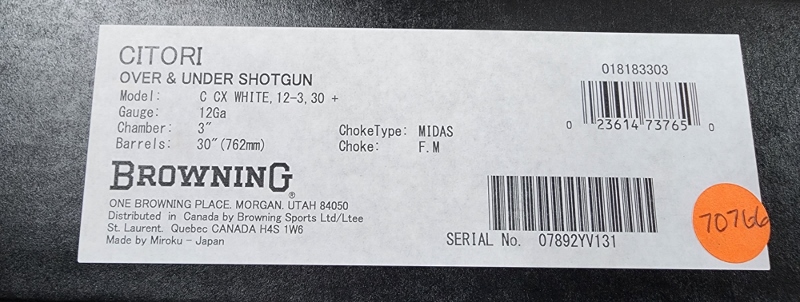 CITORI
OVER & UNDER SHOTGUN
Model: C CX WHITE, 12-3, 30 +
Gauge: 12Ga
Chamber: 3"
Barrels: 30"(762mm)
ChokeType: MIDAS
Choke: F.M
BROWNING®
ONE BROWNING PLACE. MORGAN. UTAH 84050
Distributed in Canada by Browning Sports Ltd/Ltee
St. Laurent. Quebec CANADA H4S 1W6
Made by Miroku - Japan
018183303
0 23614 73765 0
SERIAL No. 07892YV131
70766